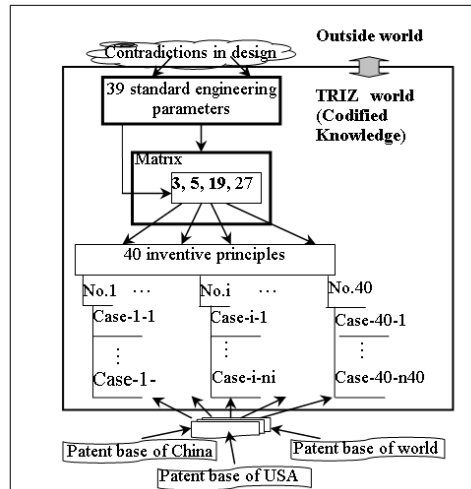 Outside world
Contradictions in design
TRIZ world
(Codified
Knowledge)
39 standard engineering
parameters
Matrix
3, 5, 19, 27
40 inventive principles
No.1 ... No.i ... No.40
Case-1-1 Case-i-1 Case-40-1
⋮ ⋮ ⋮
Case-1- Case-i-ni Case-40-n40
Patent base of China
Patent base of world
Patent base of USA